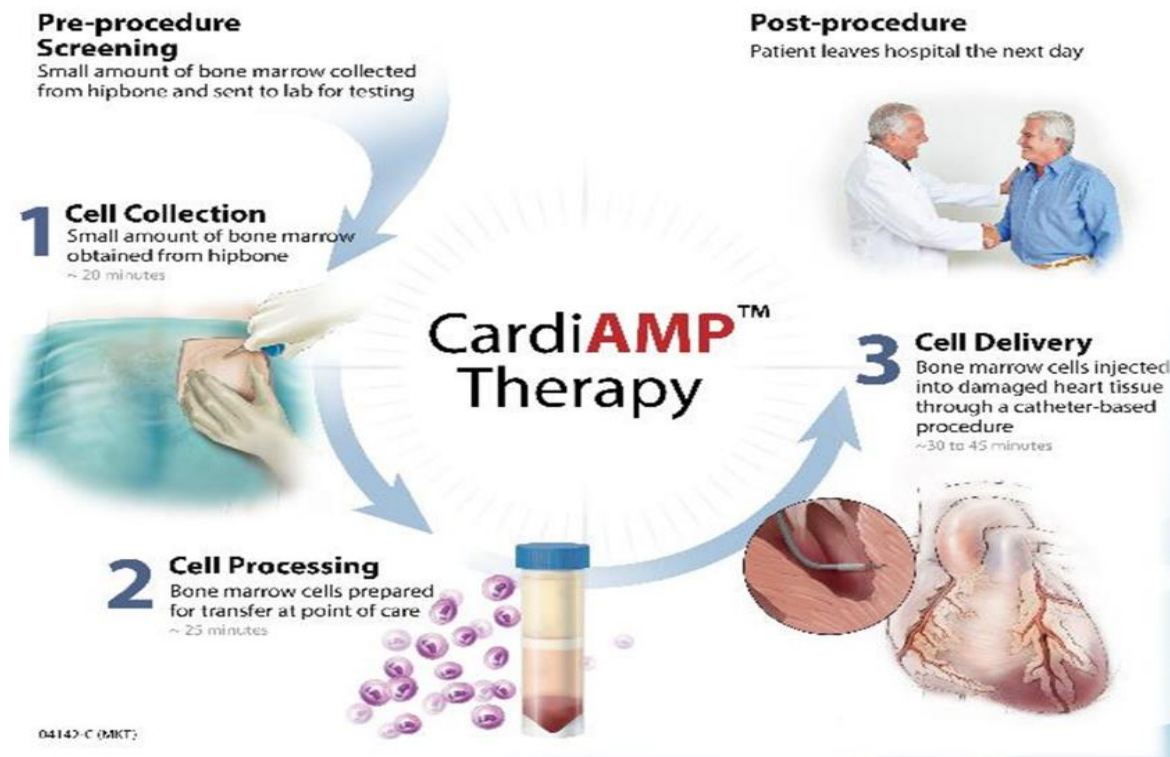 Pre-procedure
Screening
Small amount of bone marrow collected
from hipbone and sent to lab for testing
1 Cell Collection
Small amount of bone marrow
obtained from hipbone
~ 20 minutes
2 Cell Processing
Bone marrow cells prepared
for transfer at point of care
~ 25 minutes
CardiAMP™
Therapy
3 Cell Delivery
Bone marrow cells injected
into damaged heart tissue
through a catheter-based
procedure
~30 to 45 minutes
Post-procedure
Patient leaves hospital the next day
04142-C (MKT)